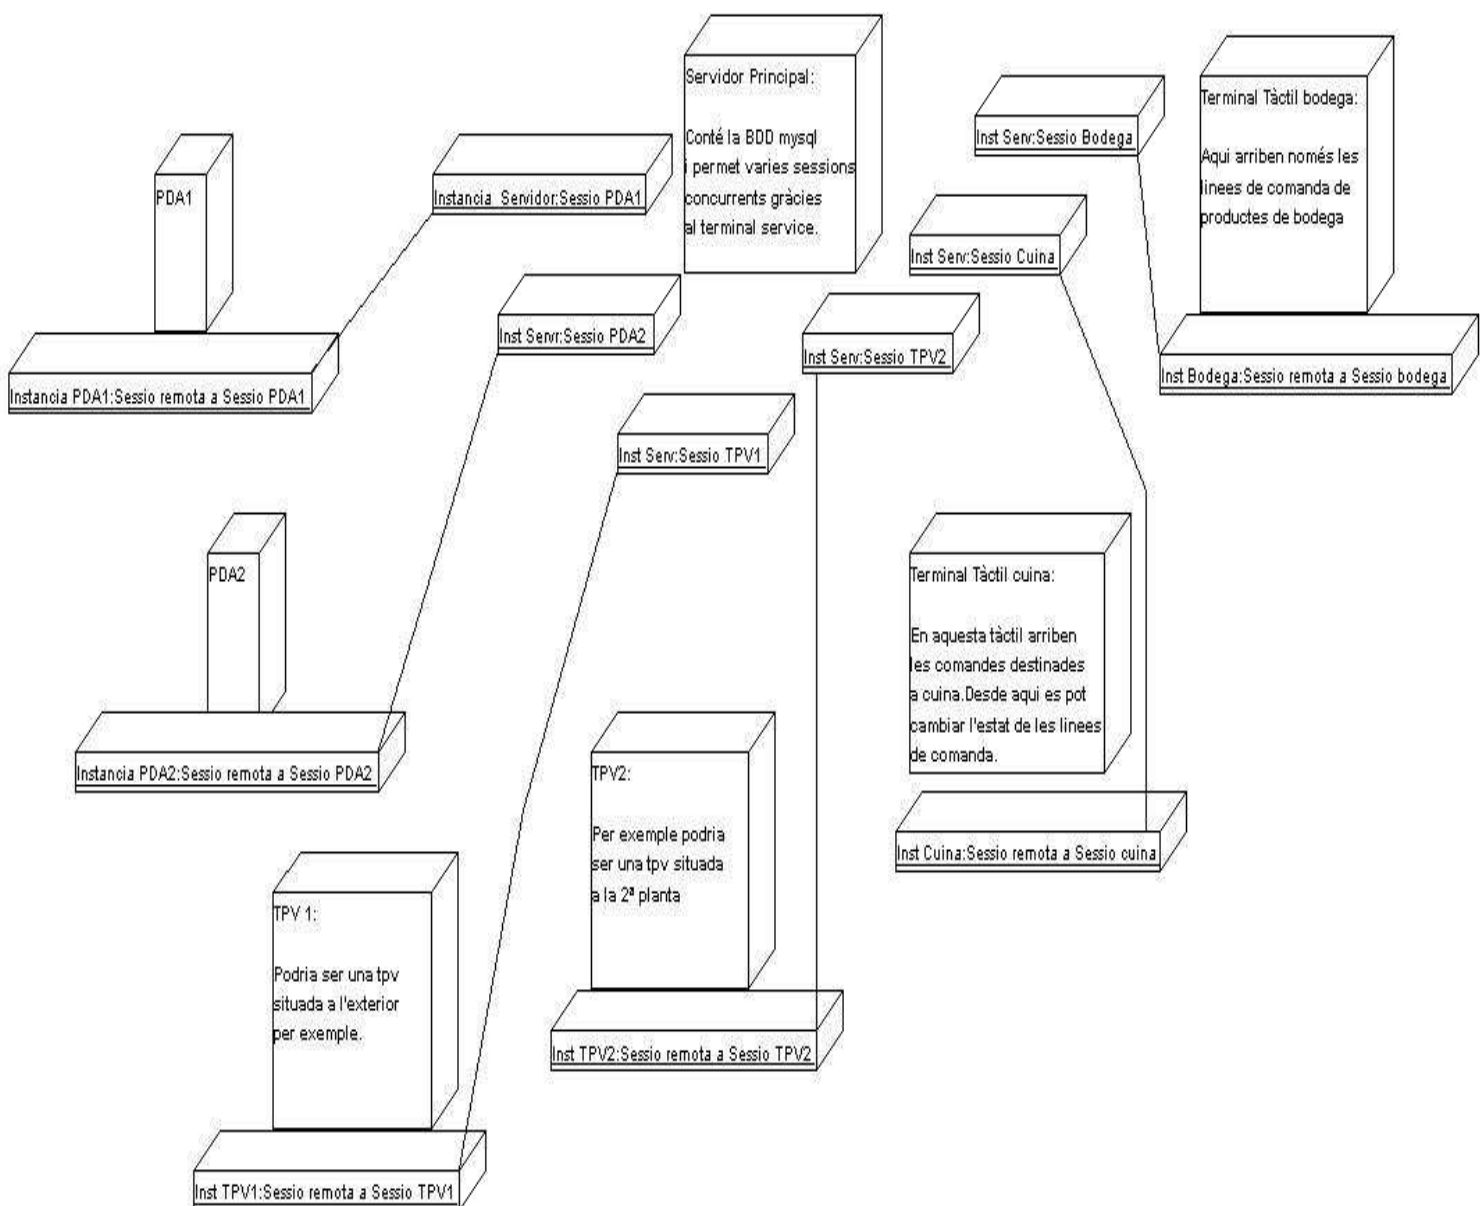 Servidor Principal:
Conté la BDD mysql
i permet varies sessions
concurrents gràcies
al terminal service.
Inst Serv:Sessio Bodega
Terminal Tàctil bodega:
Aqui arriben només les
linees de comanda de
productes de bodega
PDA1
Instancia Servidor:Sessio PDA1
Inst Serv:Sessio Cuina
Inst Servr:Sessio PDA2
Inst Serv:Sessio TPV2
Inst Bodega:Sessio remota a Sessio bodega
Instancia PDA1:Sessio remota a Sessio PDA1
Inst Serv:Sessio TPV1
PDA2
Terminal Tàctil cuina:
En aquesta tàctil arriben
les comandes destinades
a cuina.Desde aqui es pot
cambiar l'estat de les linees
de comanda.
Instancia PDA2:Sessio remota a Sessio PDA2
TPV2:
Per exemple podria
ser una tpv situada
a la 2ª planta
Inst Cuina:Sessio remota a Sessio cuina
TPV 1:
Podria ser una tpv
situada a l'exterior
per exemple.
Inst TPV2:Sessio remota a Sessio TPV2
Inst TPV1:Sessio remota a Sessio TPV1